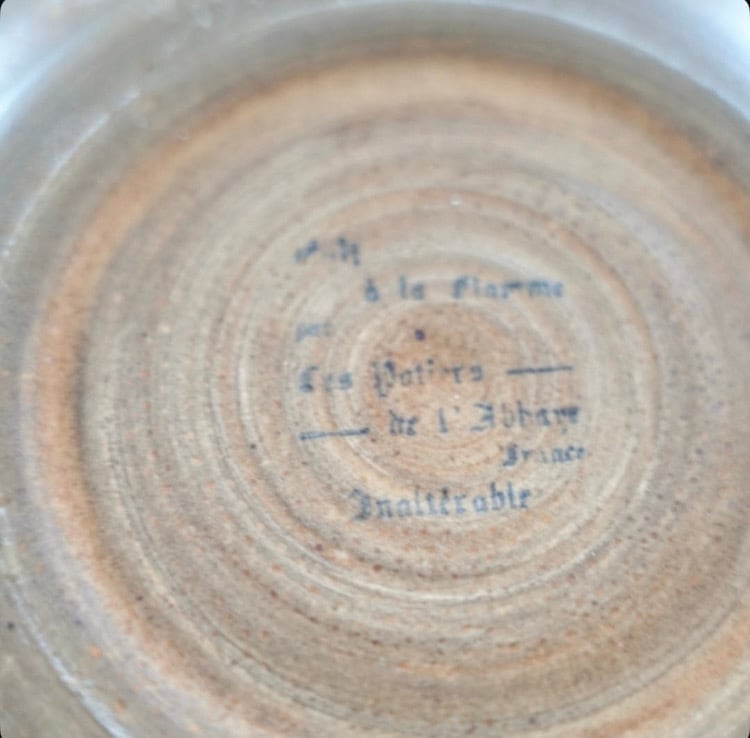 à la Flamme
par
Les Potiers
de l'Abbaye
France
Inaltérable